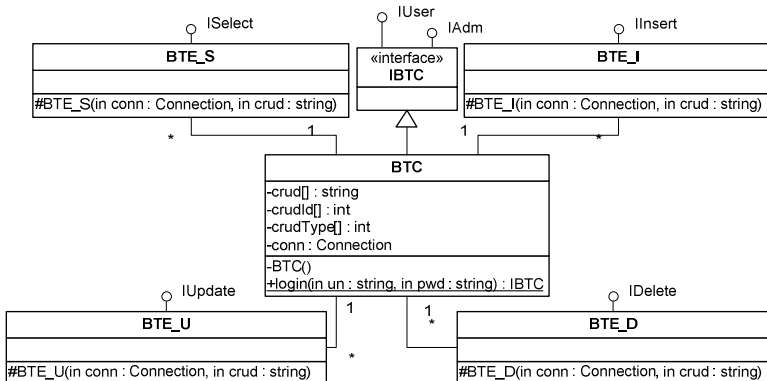 IUser
ISelect
IAdm
IInsert
BTE_S
«interface»
IBTC
BTE_I
#BTE_S(in conn : Connection, in crud : string)
#BTE_I(in conn : Connection, in crud : string)
*
1
1
*
BTC
-crud[] : string
-crudId[] : int
-crudType[] : int
-conn : Connection
-BTC()
+login(in un : string, in pwd : string) : IBTC
IUpdate
1
1
IDelete
BTE_U
*
BTE_D
*
#BTE_U(in conn : Connection, in crud : string)
#BTE_D(in conn : Connection, in crud : string)